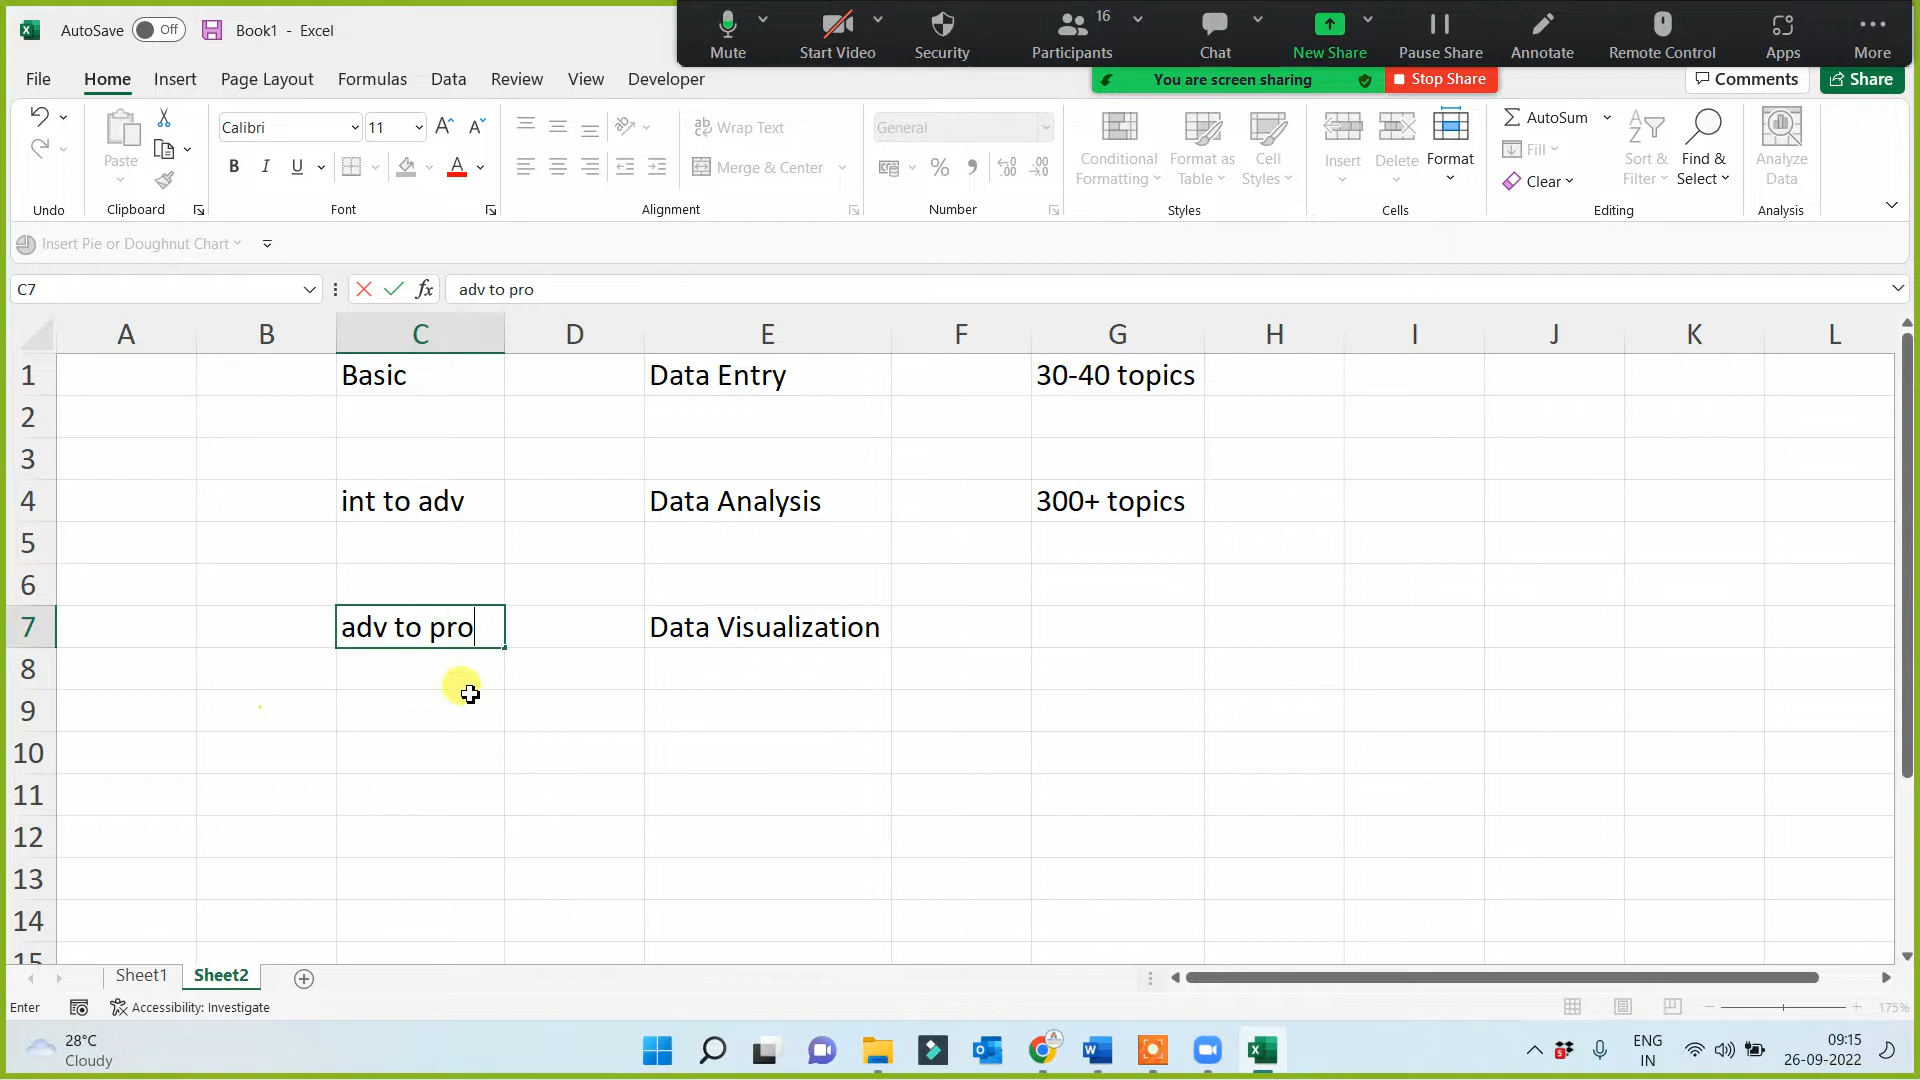 AutoSave Off Book1 - Excel
Mute Start Video Security 16 Participants Chat New Share Pause Share Annotate Remote Control Apps More
You are screen sharing Stop Share
File Home Insert Page Layout Formulas Data Review View Developer Comments Share
Calibri 11 Wrap Text General AutoSum
Paste B I U Merge & Center % Conditional Formatting Format as Table Cell Styles Insert Delete Format Fill Clear Sort & Filter Find & Select Analyze Data
Undo Clipboard Font Alignment Number Styles Cells Editing Analysis
Insert Pie or Doughnut Chart
C7 fx adv to pro
A B C D E F G H I J K L
1 Basic Data Entry 30-40 topics
2
3
4 int to adv Data Analysis 300+ topics
5
6
7 adv to pro Data Visualization
8
9
10
11
12
13
14
15
Sheet1 Sheet2
Enter Accessibility: Investigate 175%
28°C ENG 09:15
Cloudy IN 26-09-2022